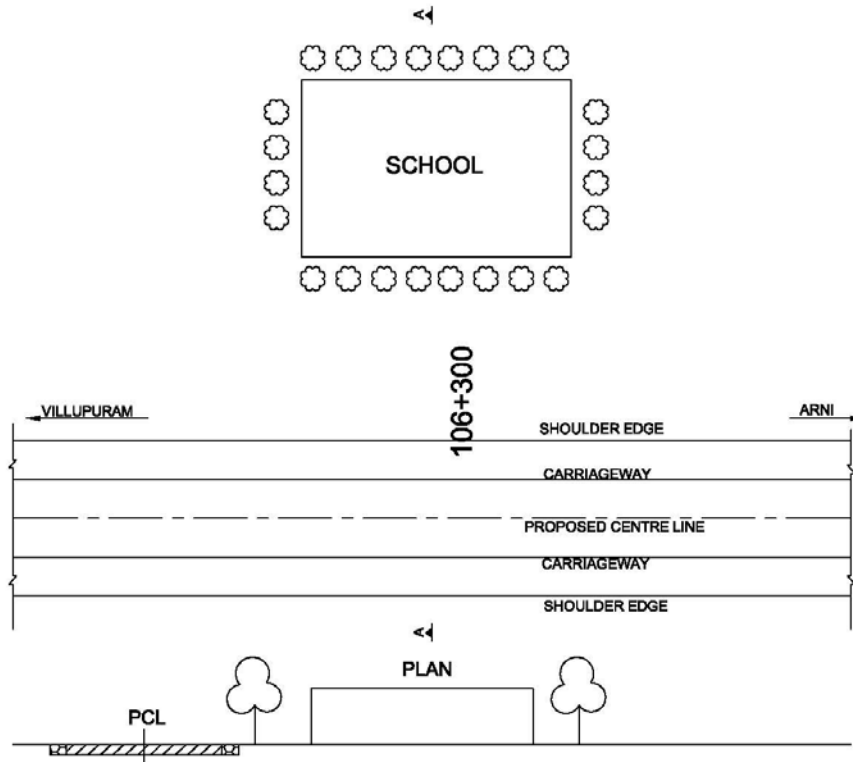 A
SCHOOL
106+300
VILLUPURAM
ARNI
SHOULDER EDGE
CARRIAGEWAY
PROPOSED CENTRE LINE
CARRIAGEWAY
SHOULDER EDGE
A
PLAN
PCL